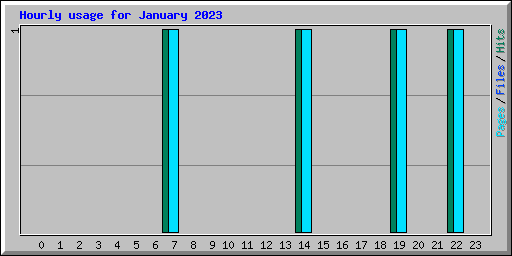 Hourly usage for January 2023
1
Pages/Files/Hits
0 1 2 3 4 5 6 7 8 9 10 11 12 13 14 15 16 17 18 19 20 21 22 23